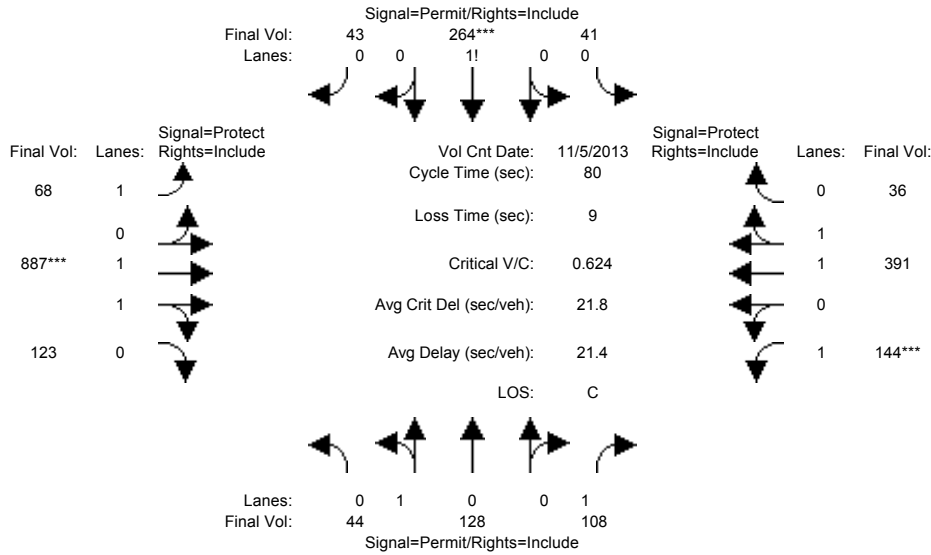 Signal=Permit/Rights=Include
Final Vol: 43 264*** 41
Lanes: 0 0 1! 0 0
Signal=Protect Signal=Protect
Final Vol: Lanes: Rights=Include Vol Cnt Date: 11/5/2013 Rights=Include Lanes: Final Vol:
Cycle Time (sec): 80
68 1 0 36
Loss Time (sec): 9
0 1
887*** 1 Critical V/C: 0.624 1 391
1 Avg Crit Del (sec/veh): 21.8 0
123 0 Avg Delay (sec/veh): 21.4 1 144***
LOS: C
Lanes: 0 1 0 0 1
Final Vol: 44 128 108
Signal=Permit/Rights=Include